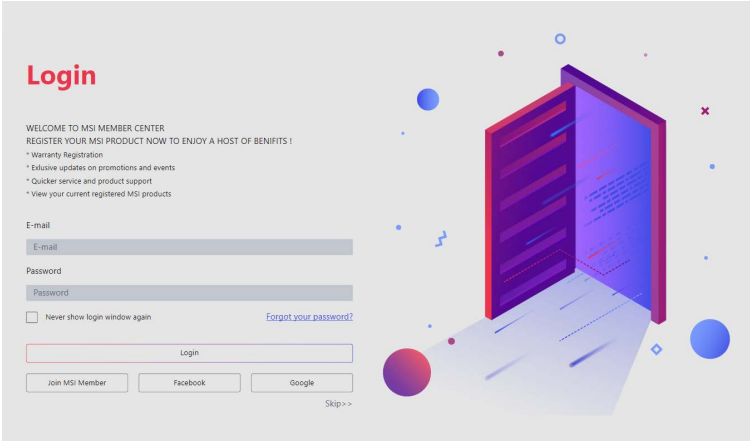 Login
WELCOME TO MSI MEMBER CENTER
REGISTER YOUR MSI PRODUCT NOW TO ENJOY A HOST OF BENIFITS !
* Warranty Registration
* Exlusive updates on promotions and events
* Quicker service and product support
* View your current registered MSI products
E-mail
E-mail
Password
Password
Never show login window again Forgot your password?
Login
Join MSI Member Facebook Google
Skip>>